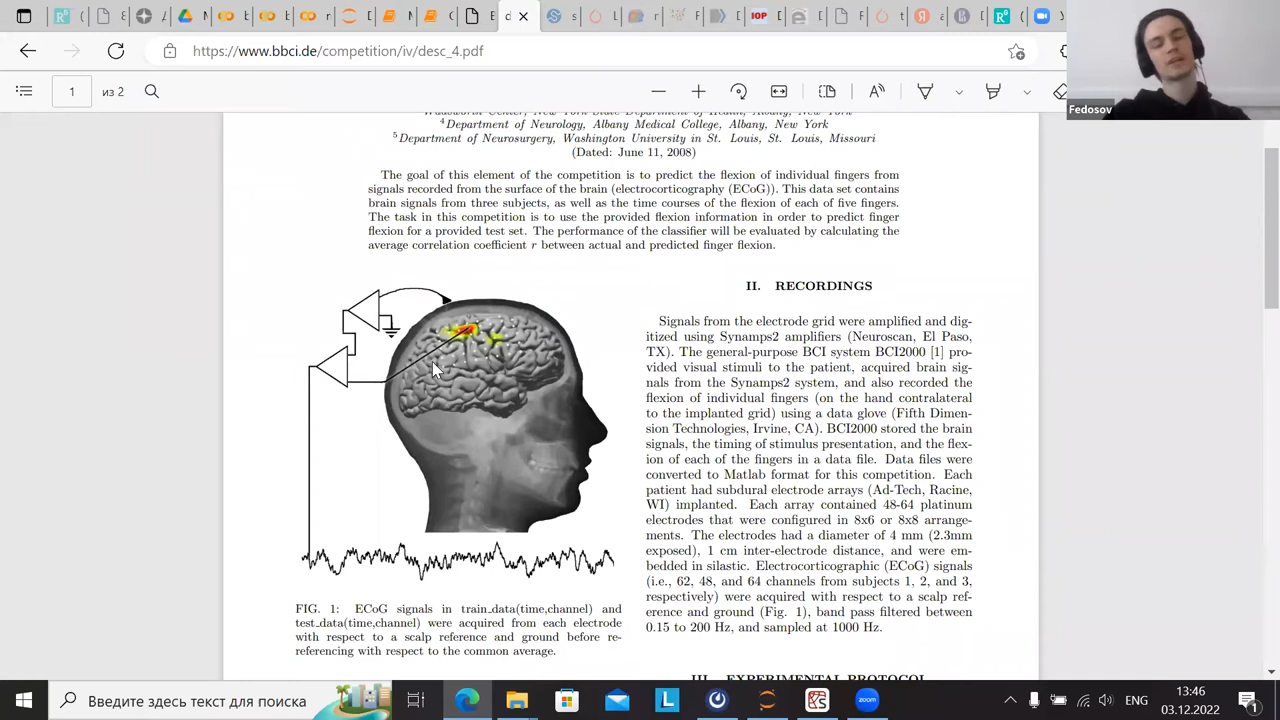 https://www.bbci.de/competition/iv/desc_4.pdf
1 из 2
Fedosov
Wadsworth Center, New York State Department of Health, Albany, New York
4Department of Neurology, Albany Medical College, Albany, New York
5Department of Neurosurgery, Washington University in St. Louis, St. Louis, Missouri
(Dated: June 11, 2008)
The goal of this element of the competition is to predict the flexion of individual fingers from
signals recorded from the surface of the brain (electrocorticography (ECoG)). This data set contains
brain signals from three subjects, as well as the time courses of the flexion of each of five fingers.
The task in this competition is to use the provided flexion information in order to predict finger
flexion for a provided test set. The performance of the classifier will be evaluated by calculating the
average correlation coefficient r between actual and predicted finger flexion.
FIG. 1: ECoG signals in train_data(time,channel) and
test_data(time,channel) were acquired from each electrode
with respect to a scalp reference and ground before re-
referencing with respect to the common average.
II. RECORDINGS
Signals from the electrode grid were amplified and dig-
itized using Synamps2 amplifiers (Neuroscan, El Paso,
TX). The general-purpose BCI system BCI2000 [1] pro-
vided visual stimuli to the patient, acquired brain sig-
nals from the Synamps2 system, and also recorded the
flexion of individual fingers (on the hand contralateral
to the implanted grid) using a data glove (Fifth Dimen-
sion Technologies, Irvine, CA). BCI2000 stored the brain
signals, the timing of stimulus presentation, and the flex-
ion of each of the fingers in a data file. Data files were
converted to Matlab format for this competition. Each
patient had subdural electrode arrays (Ad-Tech, Racine,
WI) implanted. Each array contained 48-64 platinum
electrodes that were configured in 8x6 or 8x8 arrange-
ments. The electrodes had a diameter of 4 mm (2.3mm
exposed), 1 cm inter-electrode distance, and were em-
bedded in silastic. Electrocorticographic (ECoG) signals
(i.e., 62, 48, and 64 channels from subjects 1, 2, and 3,
respectively) were acquired with respect to a scalp ref-
erence and ground (Fig. 1), band pass filtered between
0.15 to 200 Hz, and sampled at 1000 Hz.
III. EXPERIMENTAL PROTOCOL
Введите здесь текст для поиска
zoom
ENG
13:46
03.12.2022
1